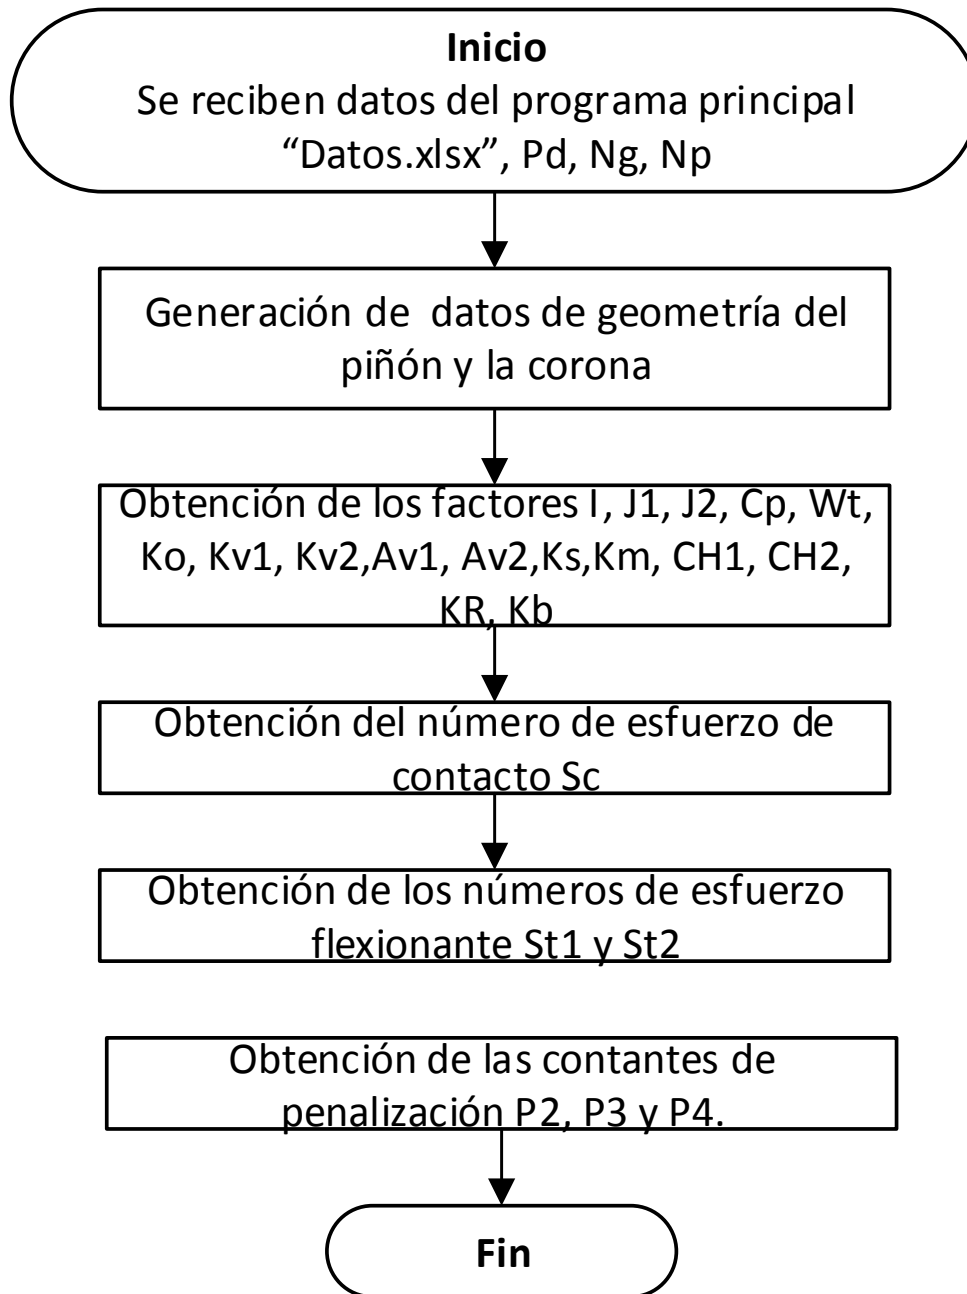 Inicio
Se reciben datos del programa principal
“Datos.xlsx”, Pd, Ng, Np
Generación de datos de geometría del
piñón y la corona
Obtención de los factores I, J1, J2, Cp, Wt,
Ko, Kv1, Kv2,Av1, Av2,Ks,Km, CH1, CH2,
KR, Kb
Obtención del número de esfuerzo de
contacto Sc
Obtención de los números de esfuerzo
flexionante St1 y St2
Obtención de las contantes de
penalización P2, P3 y P4.
Fin